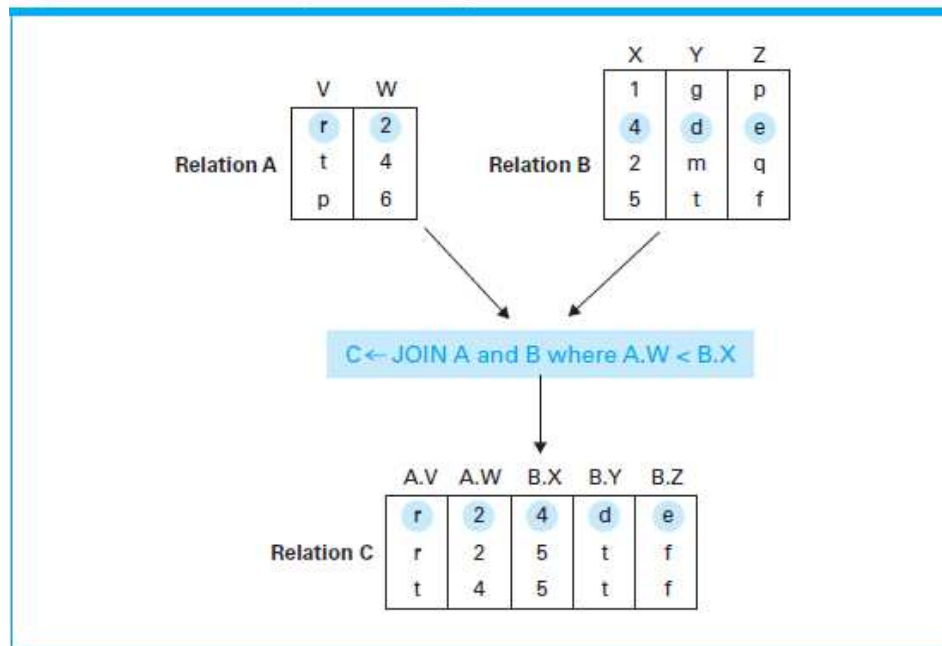 X Y Z
1 g p
4 d e
2 m q
5 t f
V W
r 2
t 4
p 6
Relation A
Relation B
C← JOIN A and B where A.W < B.X
A.V A.W B.X B.Y B.Z
r 2 4 d e
r 2 5 t f
t 4 5 t f
Relation C